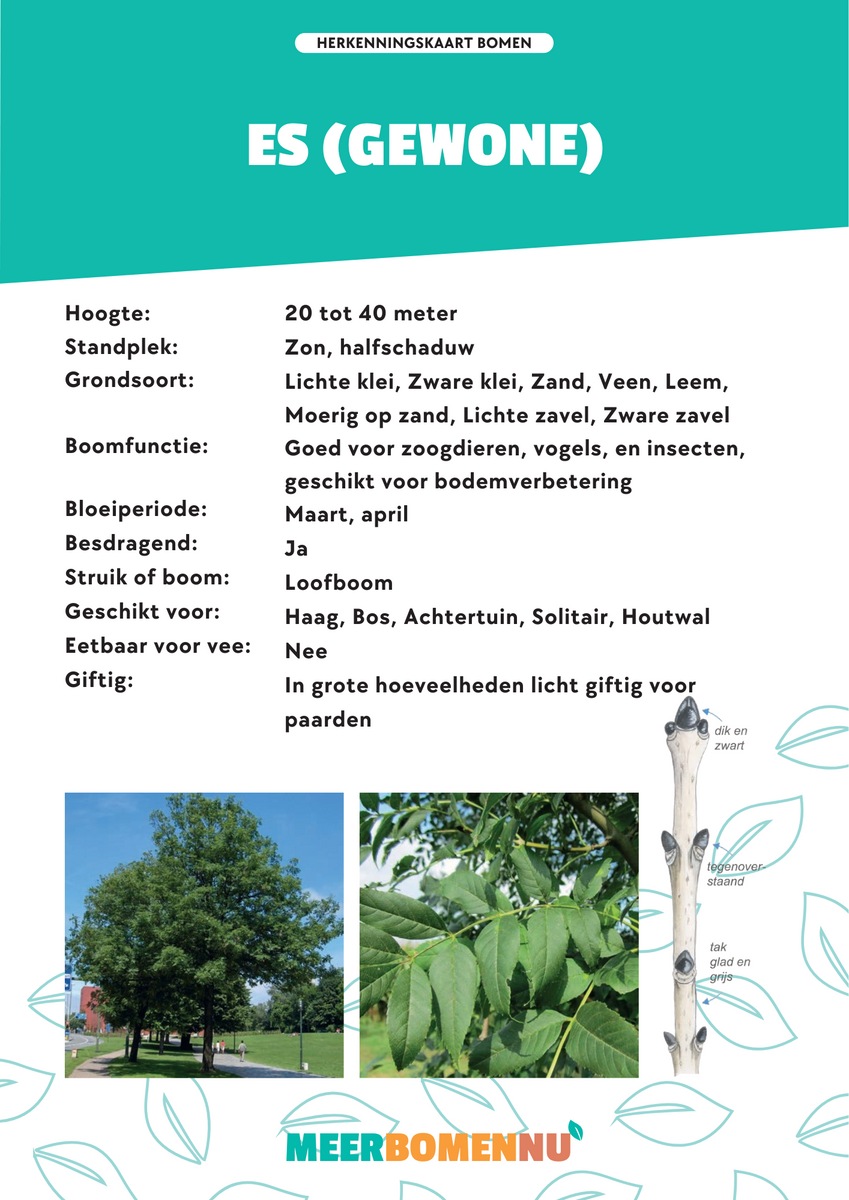 HERKENNINGSKAART BOMEN
ES (GEWONE)
Hoogte: 20 tot 40 meter
Standplek: Zon, halfschaduw
Grondsoort: Lichte klei, Zware klei, Zand, Veen, Leem,
Moerig op zand, Lichte zavel, Zware zavel
Boomfunctie: Goed voor zoogdieren, vogels, en insecten,
geschikt voor bodemverbetering
Bloeiperiode: Maart, april
Besdragend: Ja
Struik of boom: Loofboom
Geschikt voor: Haag, Bos, Achtertuin, Solitair, Houtwal
Eetbaar voor vee: Nee
Giftig: In grote hoeveelheden licht giftig voor
paarden
dik en
zwart
tegenover-
staand
tak
glad en
grijs
MEERBOMENNU